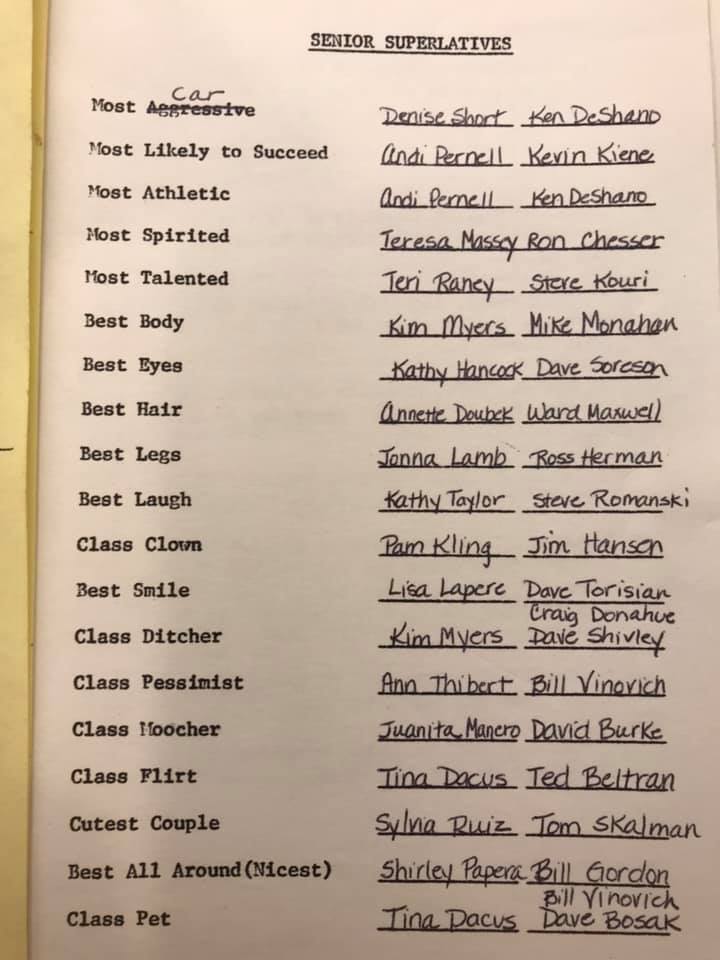 SENIOR SUPERLATIVES
Car
Most Aggressive Denise Short Ken DeShano
Most Likely to Succeed Andi Pernell Kevin Kiene
Most Athletic Andi Pernell Ken DeShano
Most Spirited Teresa Massey Ron Chesser
Most Talented Teri Raney Steve Kouri
Best Body Kim Myers Mike Monahan
Best Eyes Kathy Hancock Dave Soreson
Best Hair Annette Doubek Ward Maxwell
Best Legs Jonna Lamb Ross Herman
Best Laugh Kathy Taylor Steve Romanski
Class Clown Pam Kling Jim Hansen
Best Smile Lisa Lapere Dave Torisian
Craig Donahue
Class Ditcher Kim Myers Dave Shivley
Class Pessimist Ann Thibert Bill Vinovich
Class Moocher Juanita Manero David Burke
Class Flirt Tina Dacus Ted Beltran
Cutest Couple Sylvia Ruiz Tom Skalman
Best All Around(Nicest) Shirley Papera Bill Gordon
Bill Vinovich
Class Pet Tina Dacus Dave Bosak